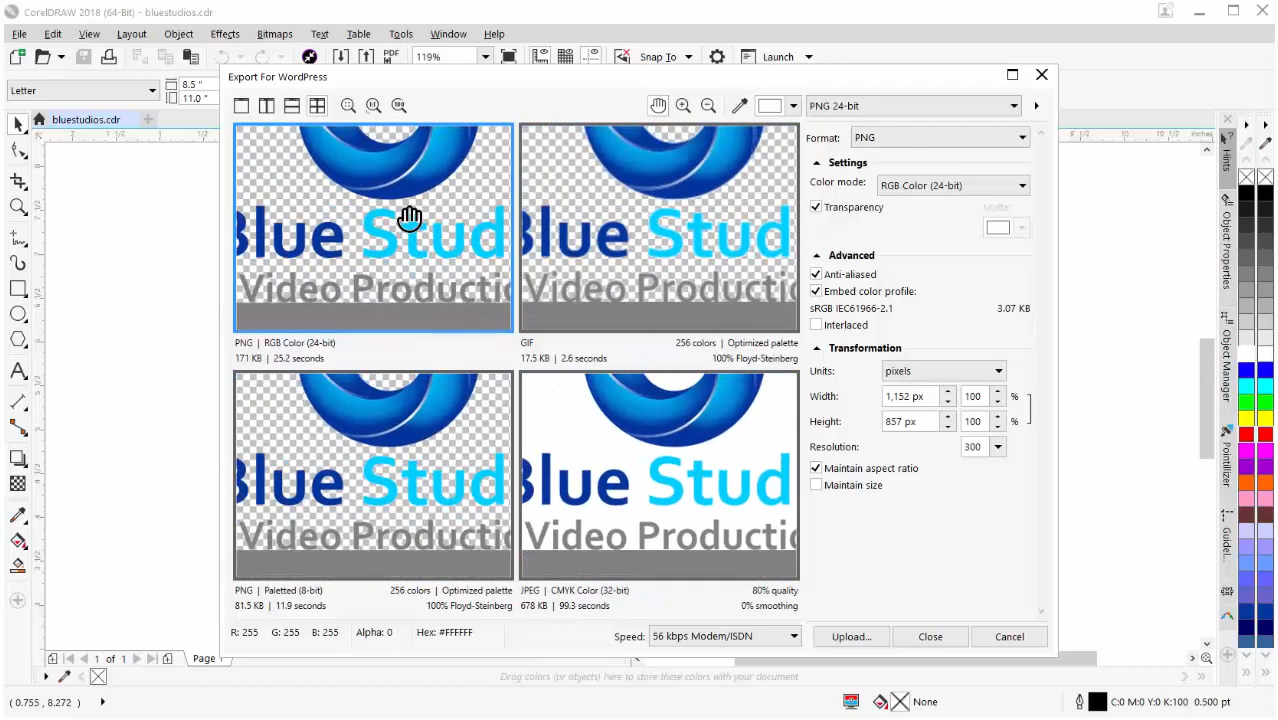 CorelDRAW 2018 (64-Bit) - bluestudios.cdr
File Edit View Layout Object Effects Bitmaps Text Table Tools Window Help
PDF 119% Snap To Launch
Letter 8.5 " 11.0 "
bluestudios.cdr
Export For WordPress
PNG 24-bit
Format: PNG
Settings
Color mode: RGB Color (24-bit)
Transparency Matte:
Advanced
Anti-aliased
Embed color profile:
sRGB IEC61966-2.1 3.07 KB
Interlaced
Transformation
Units: pixels
Width: 1,152 px 100 %
Height: 857 px 100 %
Resolution: 300
Maintain aspect ratio
Maintain size
Blue Stud
Video Productio
PNG | RGB Color (24-bit)
171 KB | 25.2 seconds
Blue Stud
Video Productio
GIF 256 colors | Optimized palette
17.5 KB | 2.6 seconds 100% Floyd-Steinberg
Blue Stud
Video Productio
PNG | Paletted (8-bit) 256 colors | Optimized palette
81.5 KB | 11.9 seconds 100% Floyd-Steinberg
Blue Stud
Video Productio
JPEG | CMYK Color (32-bit) 80% quality
678 KB | 99.3 seconds 0% smoothing
R: 255 G: 255 B: 255 Alpha: 0 Hex: #FFFFFF
Speed: 56 kbps Modem/ISDN
Upload... Close Cancel
inches
Hints
Object Properties
Object Manager
Pointillizer
Guidel...
1 of 1 Page 1
Drag colors (or objects) here to store these colors with your document
( 0.755 , 8.272 ) None C:0 M:0 Y:0 K:100 0.500 pt